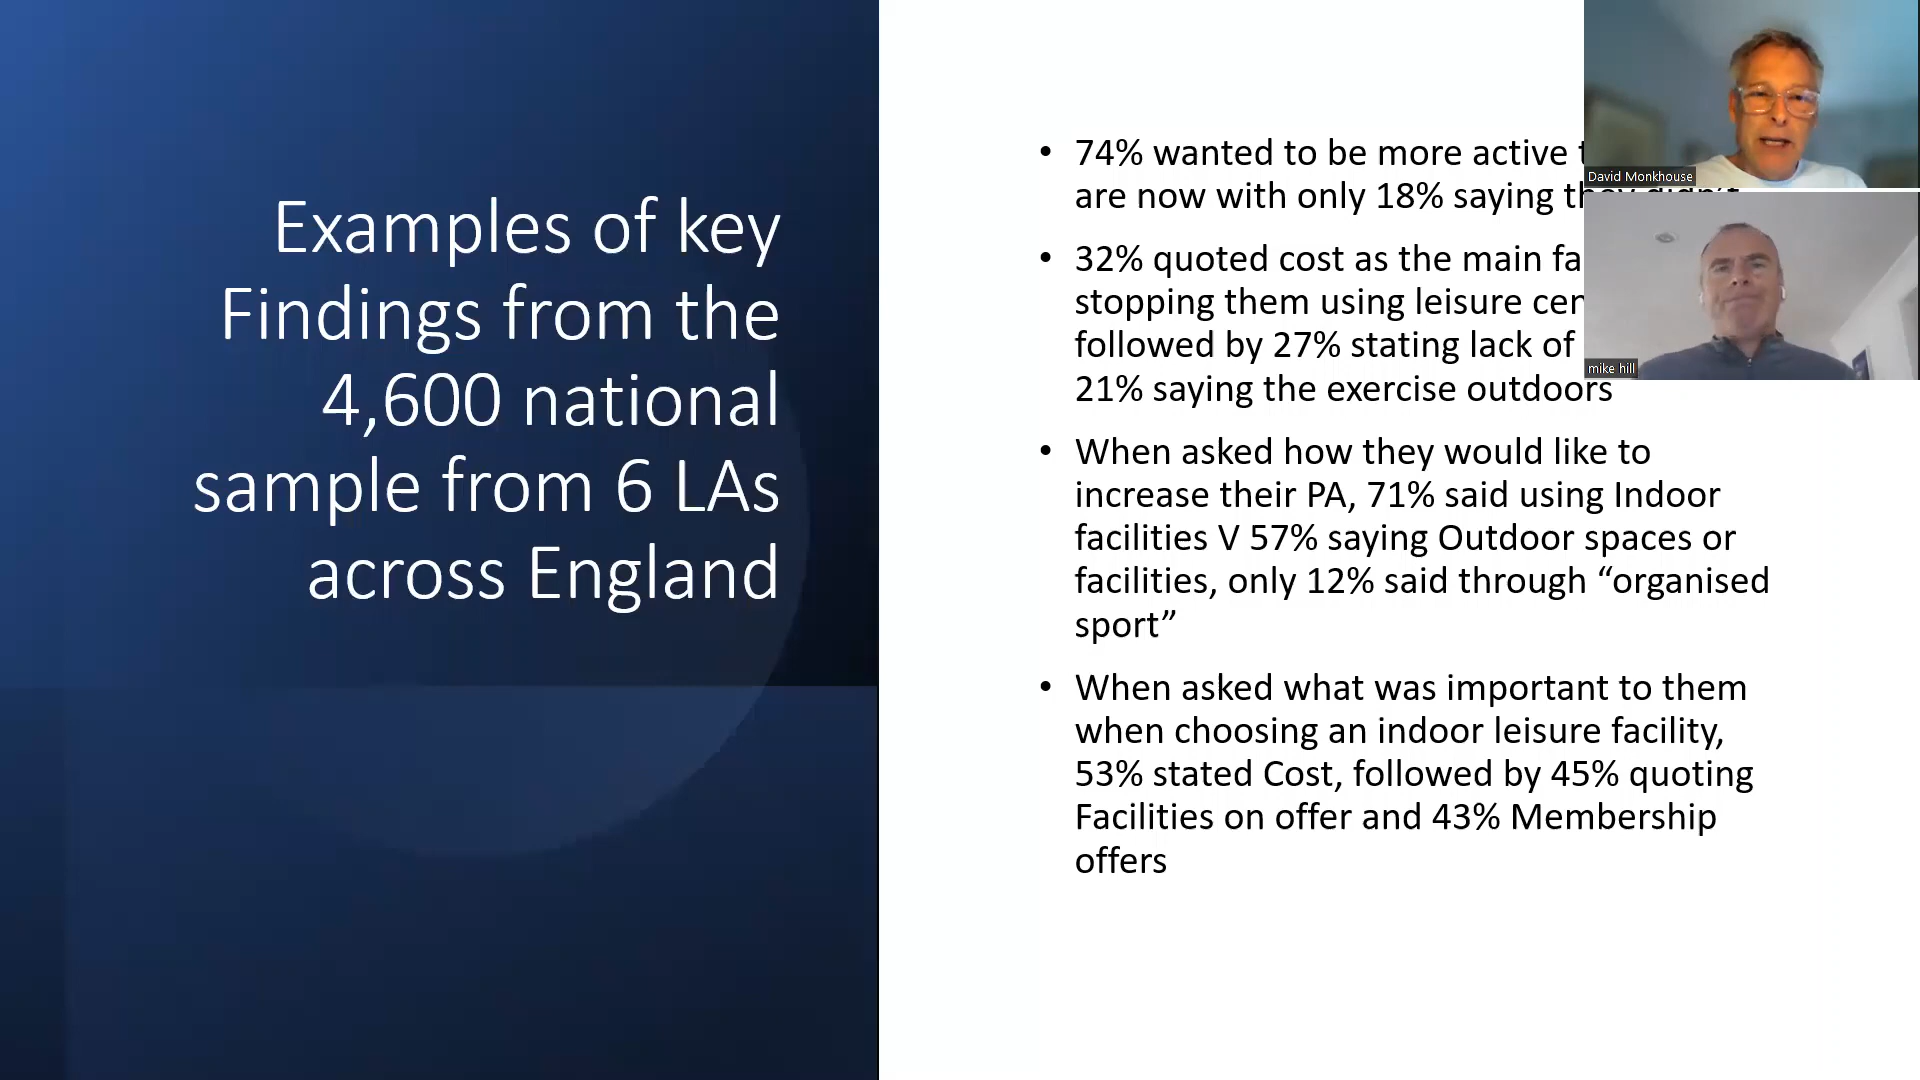 Examples of key
Findings from the
4,600 national
sample from 6 LAs
across England
• 74% wanted to be more active
are now with only 18% saying they didn't
• 32% quoted cost as the main
stopping them using leisure
followed by 27% stating lack of
21% saying the exercise outdoors
• When asked how they would like to
increase their PA, 71% said using Indoor
facilities V 57% saying Outdoor spaces or
facilities, only 12% said through “organised
sport”
• When asked what was important to them
when choosing an indoor leisure facility,
53% stated Cost, followed by 45% quoting
Facilities on offer and 43% Membership
offers
David Monkhouse
mike hill